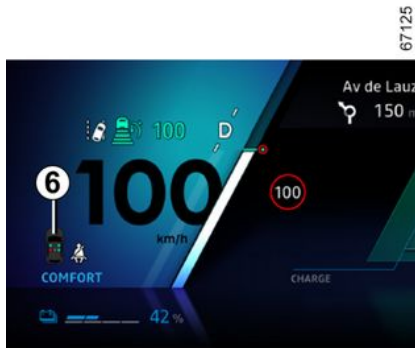 67125
Av de Lauz
150 m
100 D
6
100
km/h
100
COMFORT
CHARGE
42 %